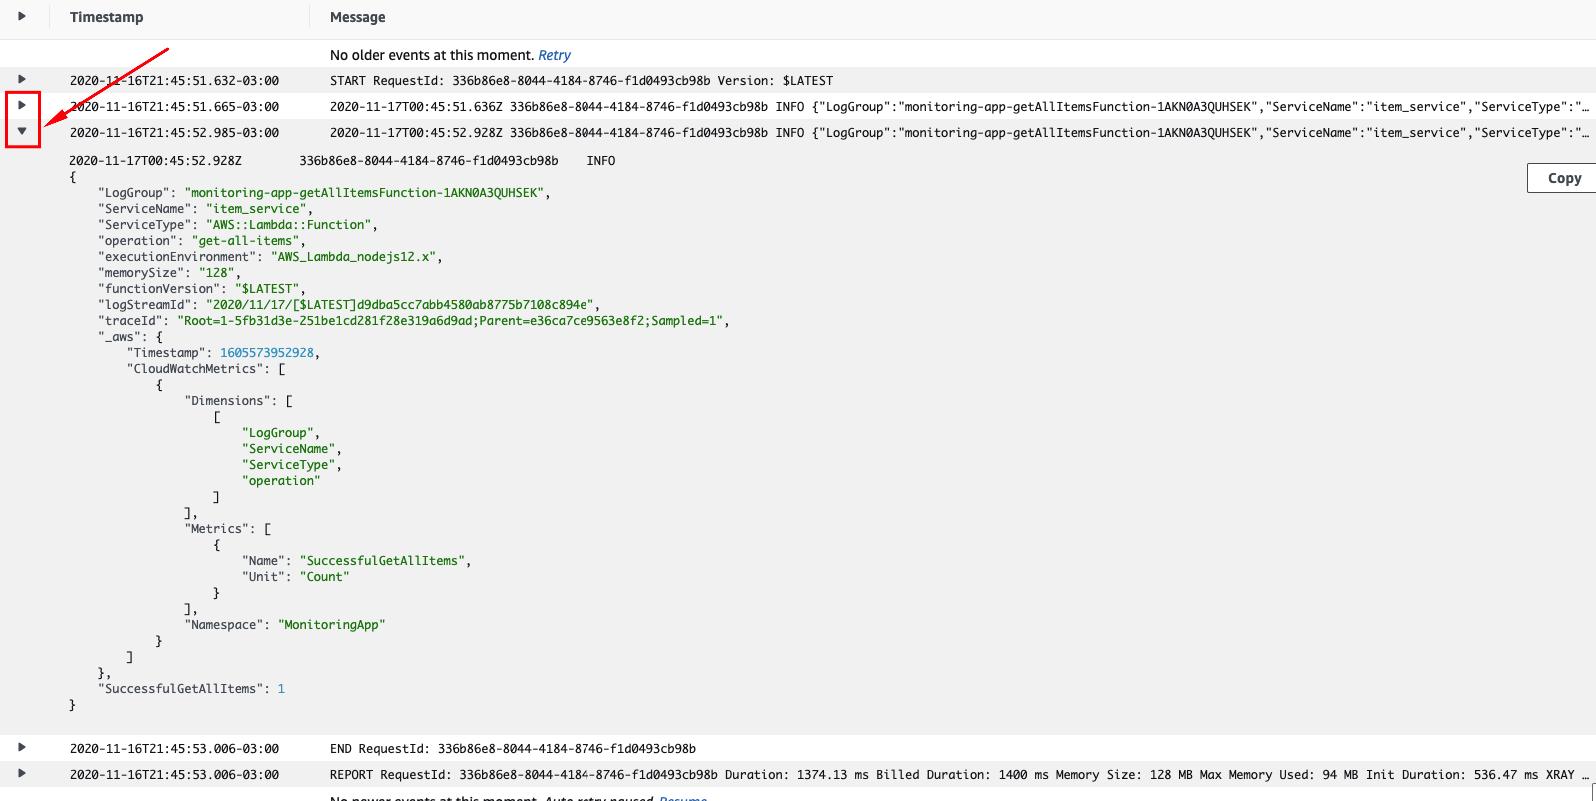 Timestamp Message
No older events at this moment. Retry
2020-11-16T21:45:51.632-03:00 START RequestId: 336b86e8-8044-4184-8746-f1d0493cb98b Version: $LATEST
2020-11-16T21:45:51.665-03:00 2020-11-17T00:45:51.636Z 336b86e8-8044-4184-8746-f1d0493cb98b INFO {"LogGroup":"monitoring-app-getAllItemsFunction-1AKN0A3QUHSEK","ServiceName":"item_service","ServiceType":"…
2020-11-16T21:45:52.985-03:00 2020-11-17T00:45:52.928Z 336b86e8-8044-4184-8746-f1d0493cb98b INFO {"LogGroup":"monitoring-app-getAllItemsFunction-1AKN0A3QUHSEK","ServiceName":"item_service","ServiceType":"…
2020-11-17T00:45:52.928Z 336b86e8-8044-4184-8746-f1d0493cb98b INFO
{
Copy
"LogGroup": "monitoring-app-getAllItemsFunction-1AKN0A3QUHSEK",
"ServiceName": "item_service",
"ServiceType": "AWS::Lambda::Function",
"operation": "get-all-items",
"executionEnvironment": "AWS_Lambda_nodejs12.x",
"memorySize": "128",
"functionVersion": "$LATEST",
"logStreamId": "2020/11/17/[$LATEST]d9dba5cc7abb4580ab8775b7108c894e",
"traceId": "Root=1-5fb31d3e-251be1cd281f28e319a6d9ad;Parent=e36ca7ce9563e8f2;Sampled=1",
"_aws": {
"Timestamp": 1605573952928,
"CloudWatchMetrics": [
{
"Dimensions": [
[
"LogGroup",
"ServiceName",
"ServiceType",
"operation"
]
],
"Metrics": [
{
"Name": "SuccessfulGetAllItems",
"Unit": "Count"
}
],
"Namespace": "MonitoringApp"
}
]
},
"SuccessfulGetAllItems": 1
}
2020-11-16T21:45:53.006-03:00 END RequestId: 336b86e8-8044-4184-8746-f1d0493cb98b
2020-11-16T21:45:53.006-03:00 REPORT RequestId: 336b86e8-8044-4184-8746-f1d0493cb98b Duration: 1374.13 ms Billed Duration: 1400 ms Memory Size: 128 MB Max Memory Used: 94 MB Init Duration: 536.47 ms XRAY …
No newer events at this moment. Auto retry paused. Resume